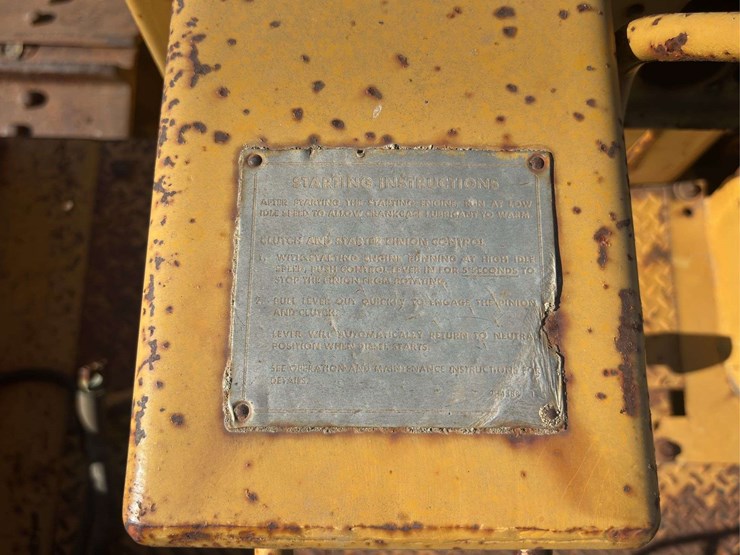 STARTING INSTRUCTIONS
AFTER STARTING THE STARTING ENGINE, RUN AT LOW
IDLE SPEED TO ALLOW CRANKCASE LUBRICANT TO WARM.
CLUTCH AND STARTER PINION CONTROL
1. WITH STARTING ENGINE RUNNING AT HIGH IDLE
SPEED, PUSH CONTROL LEVER IN FOR 5 SECONDS TO
STOP THE PINION FROM ROTATING.
2. PULL LEVER OUT QUICKLY TO ENGAGE THE PINION
AND CLUTCH.
LEVER WILL AUTOMATICALLY RETURN TO NEUTRAL
POSITION WHEN DIESEL STARTS.
SEE OPERATION AND MAINTENANCE INSTRUCTIONS FOR
DETAILS.